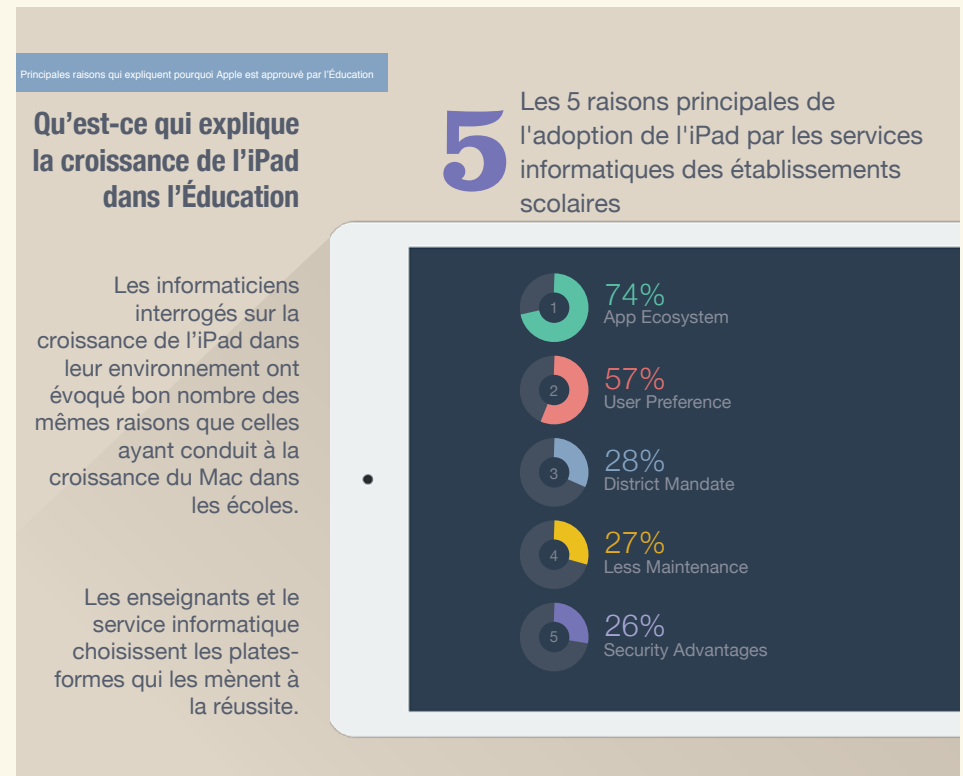 Principales raisons qui expliquent pourquoi Apple est approuvé par l'Éducation
Qu'est-ce qui explique
la croissance de l'iPad
dans l'Éducation
Les informaticiens
interrogés sur la
croissance de l'iPad dans
leur environnement ont
évoqué bon nombre des
mêmes raisons que celles
ayant conduit à la
croissance du Mac dans
les écoles.
Les enseignants et le
service informatique
choisissent les plates-
formes qui les mènent à
la réussite.
5
Les 5 raisons principales de
l'adoption de l'iPad par les services
informatiques des établissements
scolaires
1
74%
App Ecosystem
2
57%
User Preference
3
28%
District Mandate
4
27%
Less Maintenance
5
26%
Security Advantages